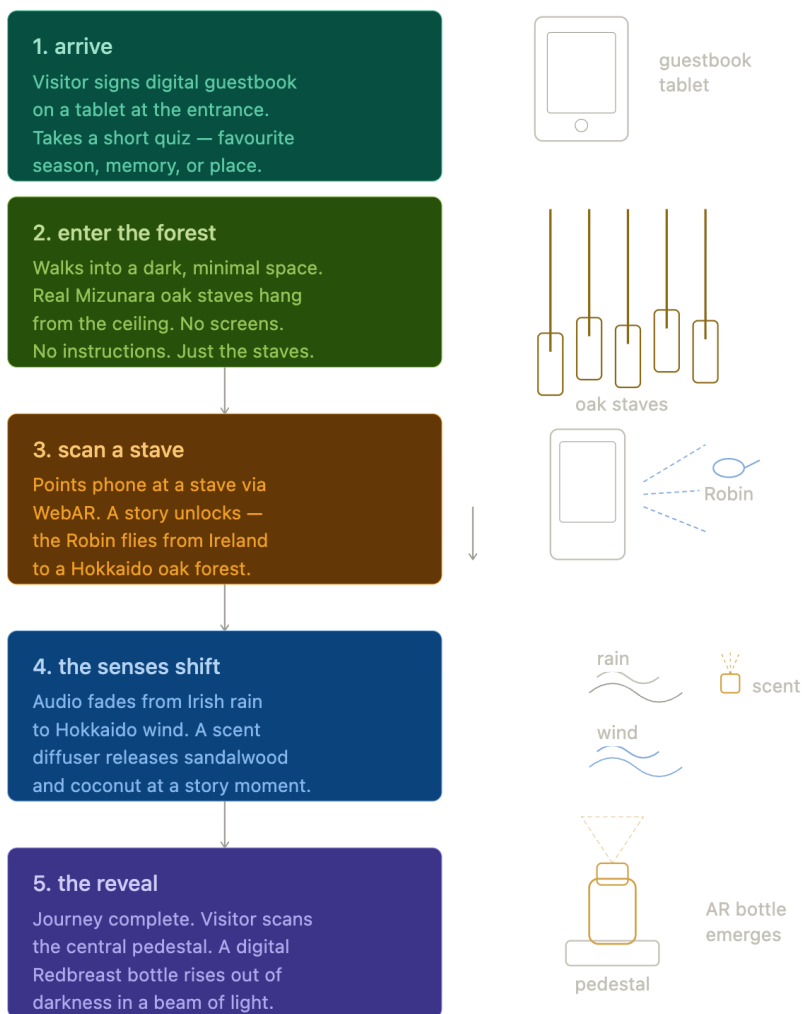 1. arrive
Visitor signs digital guestbook
on a tablet at the entrance.
Takes a short quiz — favourite
season, memory, or place.
guestbook
tablet
2. enter the forest
Walks into a dark, minimal space.
Real Mizunara oak staves hang
from the ceiling. No screens.
No instructions. Just the staves.
oak staves
3. scan a stave
Points phone at a stave via
WebAR. A story unlocks —
the Robin flies from Ireland
to a Hokkaido oak forest.
Robin
4. the senses shift
Audio fades from Irish rain
to Hokkaido wind. A scent
diffuser releases sandalwood
and coconut at a story moment.
rain
scent
wind
5. the reveal
Journey complete. Visitor scans
the central pedestal. A digital
Redbreast bottle rises out of
darkness in a beam of light.
AR bottle
emerges
pedestal